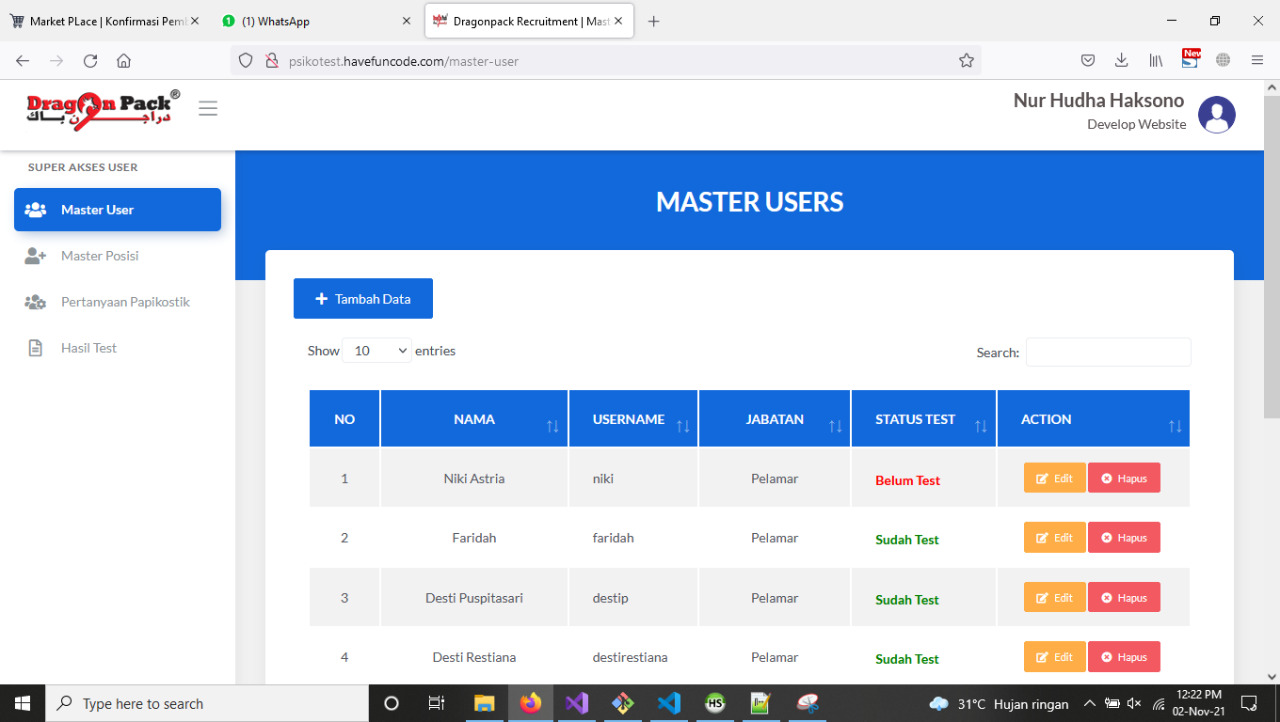 Market PLace | Konfirmasi Pem
(1) WhatsApp
Dragonpack Recruitment | Mast
psikotest.havefuncode.com/master-user
New
Dragon Pack®
دراجـــن بــاك
Nur Hudha Haksono
Develop Website
SUPER AKSES USER
Master User
Master Posisi
Pertanyaan Papikostik
Hasil Test
MASTER USERS
Tambah Data
Show 10 entries
Search:
NO NAMA USERNAME JABATAN STATUS TEST ACTION
1 Niki Astria niki Pelamar Belum Test Edit Hapus
2 Faridah faridah Pelamar Sudah Test Edit Hapus
3 Desti Puspitasari destip Pelamar Sudah Test Edit Hapus
4 Desti Restiana destirestiana Pelamar Sudah Test Edit Hapus
Type here to search
HS
31°C Hujan ringan
12:22 PM
02-Nov-21